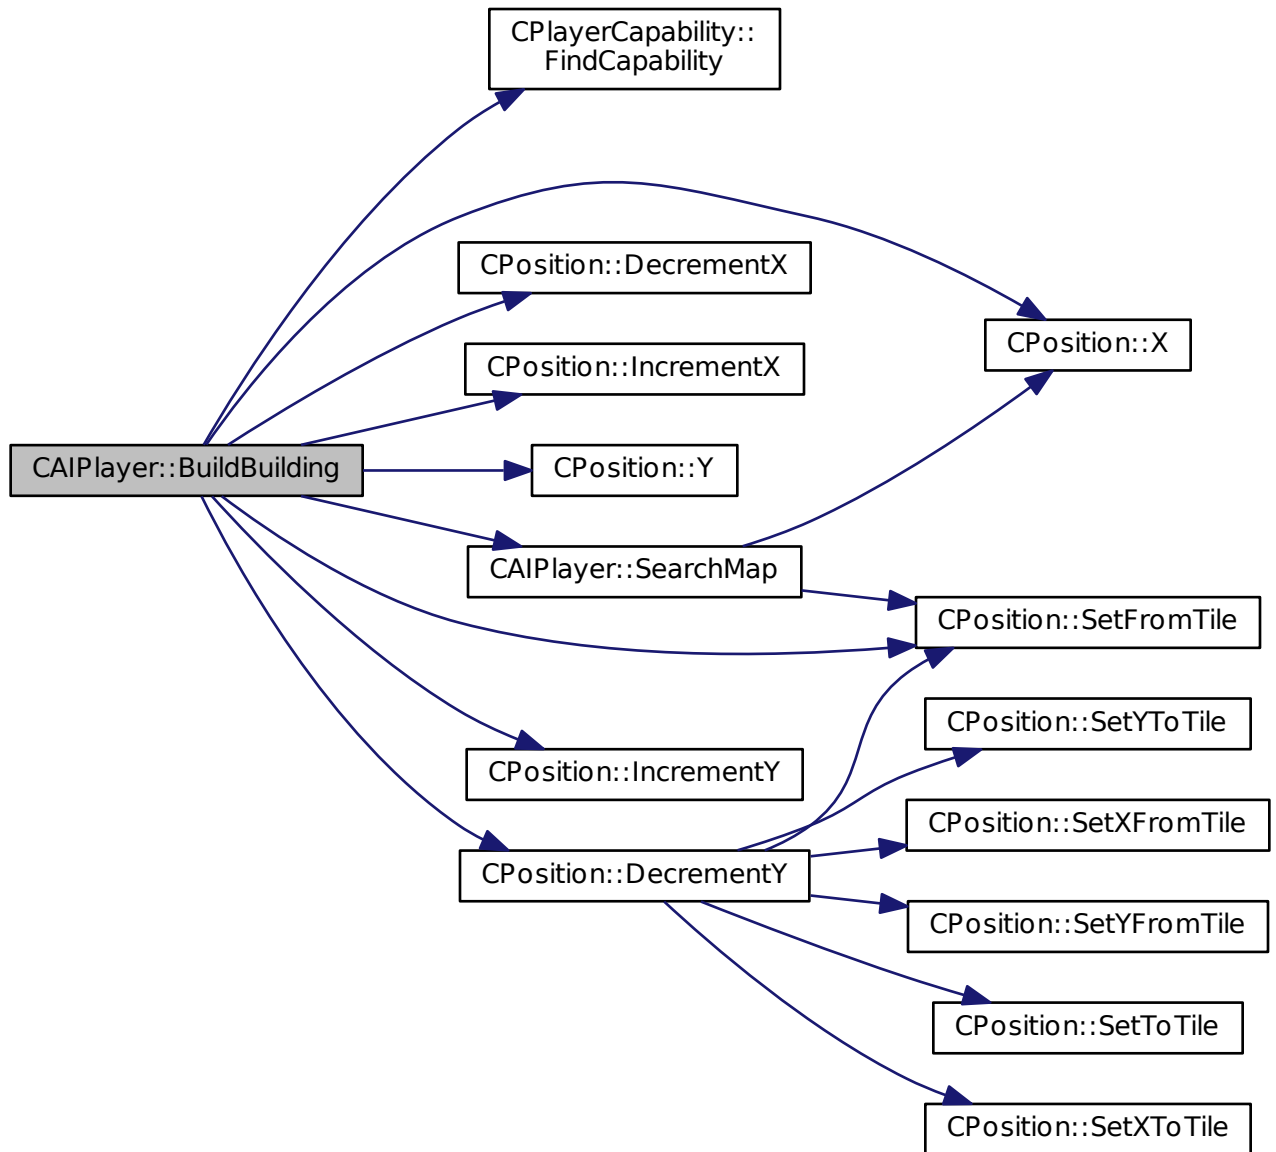 CPlayerCapability::
FindCapability
CPosition::DecrementX
CPosition::X
CPosition::IncrementX
CAIPlayer::BuildBuilding
CPosition::Y
CAIPlayer::SearchMap
CPosition::SetFromTile
CPosition::SetYToTile
CPosition::IncrementY
CPosition::SetXFromTile
CPosition::DecrementY
CPosition::SetYFromTile
CPosition::SetToTile
CPosition::SetXToTile